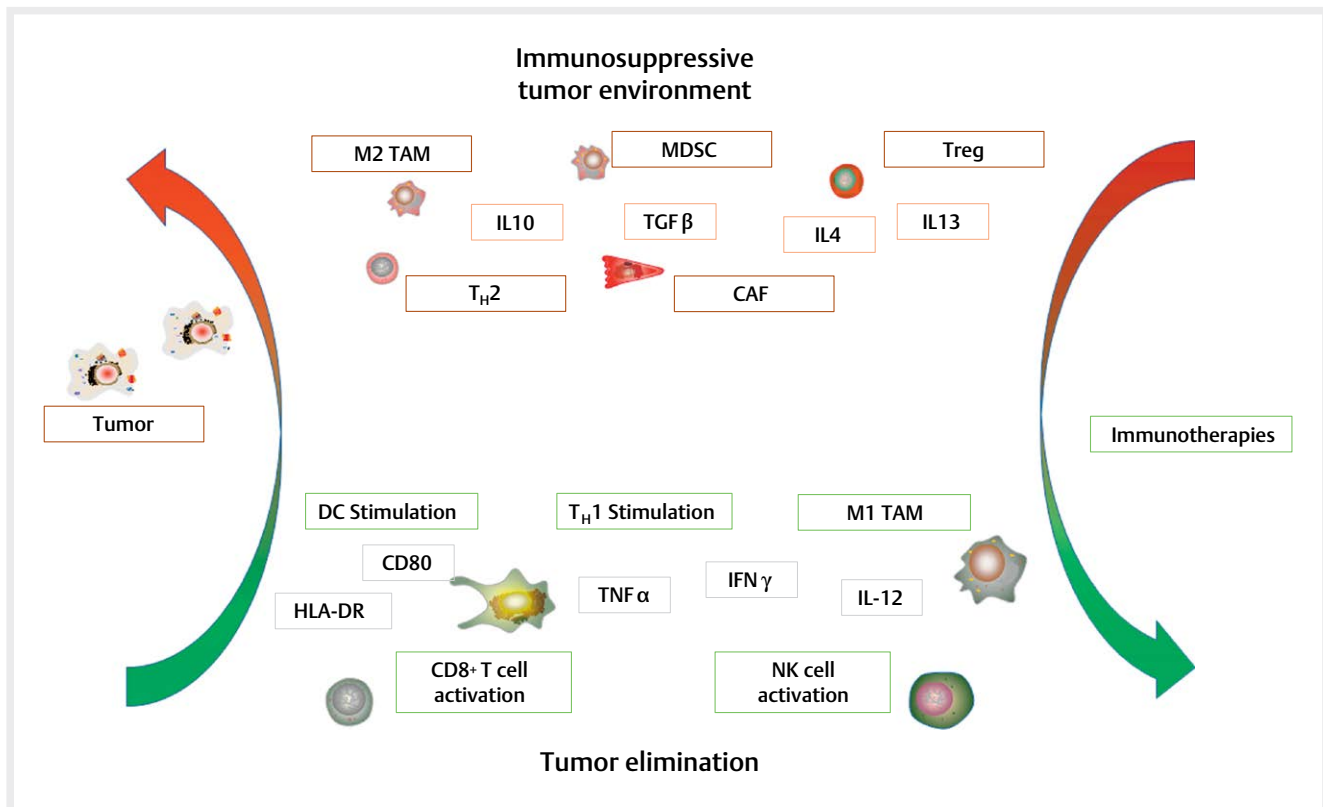 Immunosuppressive
tumor environment
M2 TAM
MDSC
Treg
IL10
TGF β
IL4
IL13
TH2
CAF
Tumor
Immunotherapies
DC Stimulation
TH1 Stimulation
M1 TAM
CD80
HLA-DR
TNF α
IFN γ
IL-12
CD8+ T cell
activation
NK cell
activation
Tumor elimination